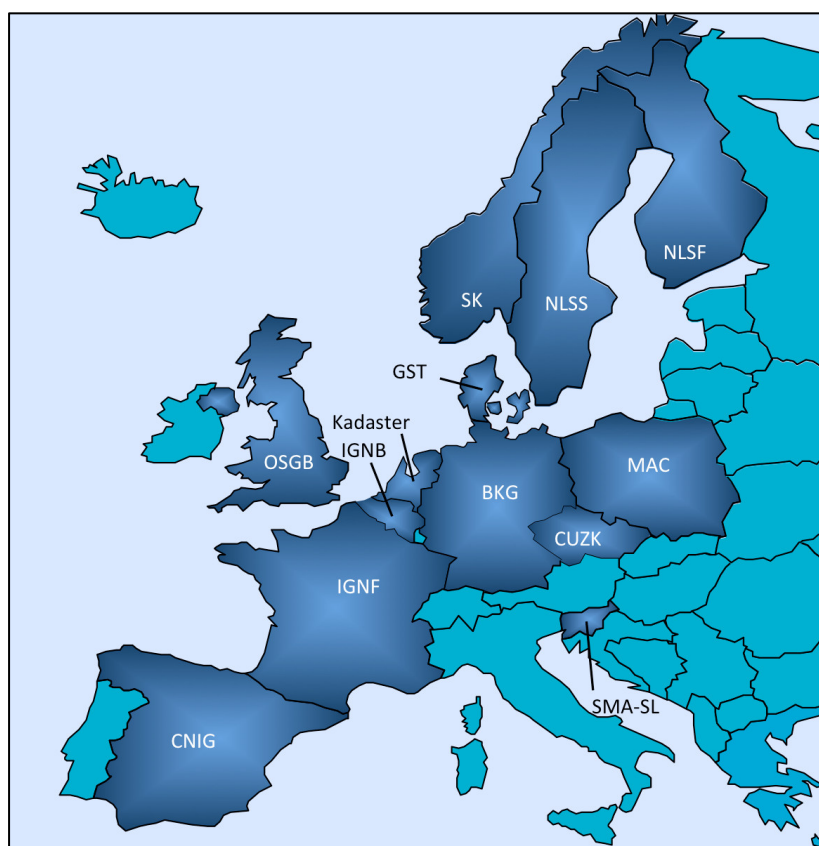 NLSF
SK
NLSS
GST
Kadaster
IGNB
OSGB
MAC
BKG
CUZK
IGNF
SMA-SL
CNIG